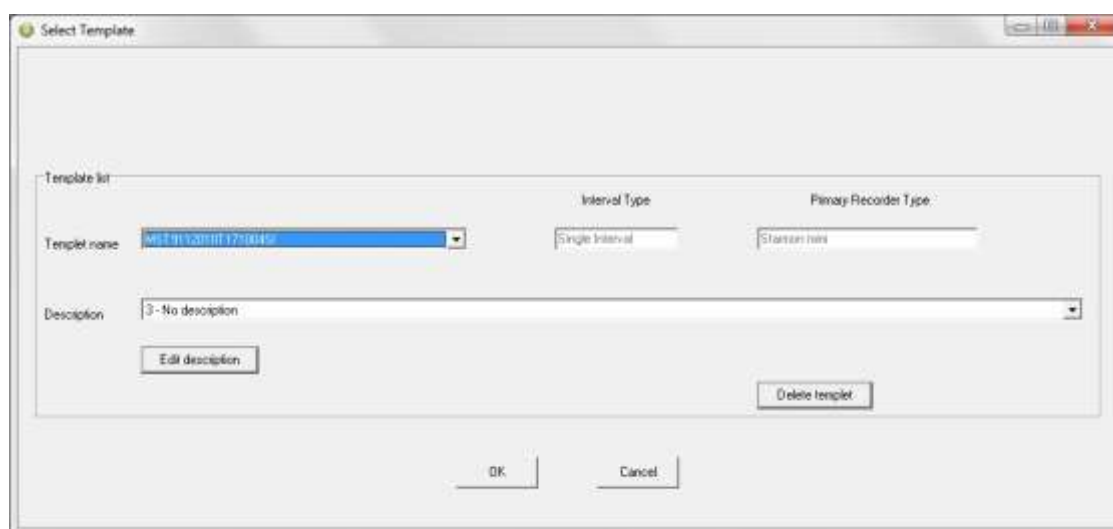 Select Template
Template list
Interval Type
Primary Recorder Type
Templet name
Single Interval
Starmon mini
Description
3 - No description
Edit description
Delete templet
OK
Cancel